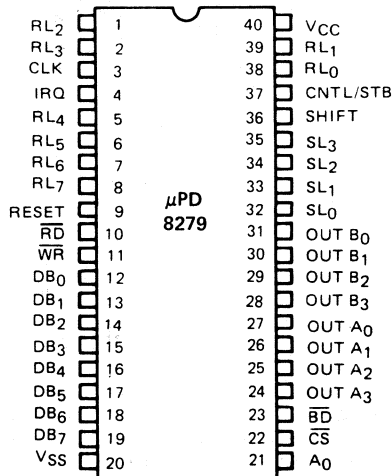 RL2 1 40 VCC
RL3 2 39 RL1
CLK 3 38 RL0
IRQ 4 37 CNTL/STB
RL4 5 36 SHIFT
RL5 6 35 SL3
RL6 7 34 SL2
RL7 8 33 SL1
RESET 9 μPD 32 SL0
R̅D̅ 10 8279 31 OUT B0
W̅R̅ 11 30 OUT B1
DB0 12 29 OUT B2
DB1 13 28 OUT B3
DB2 14 27 OUT A0
DB3 15 26 OUT A1
DB4 16 25 OUT A2
DB5 17 24 OUT A3
DB6 18 23 B̅D̅
DB7 19 22 C̅S̅
VSS 20 21 A0